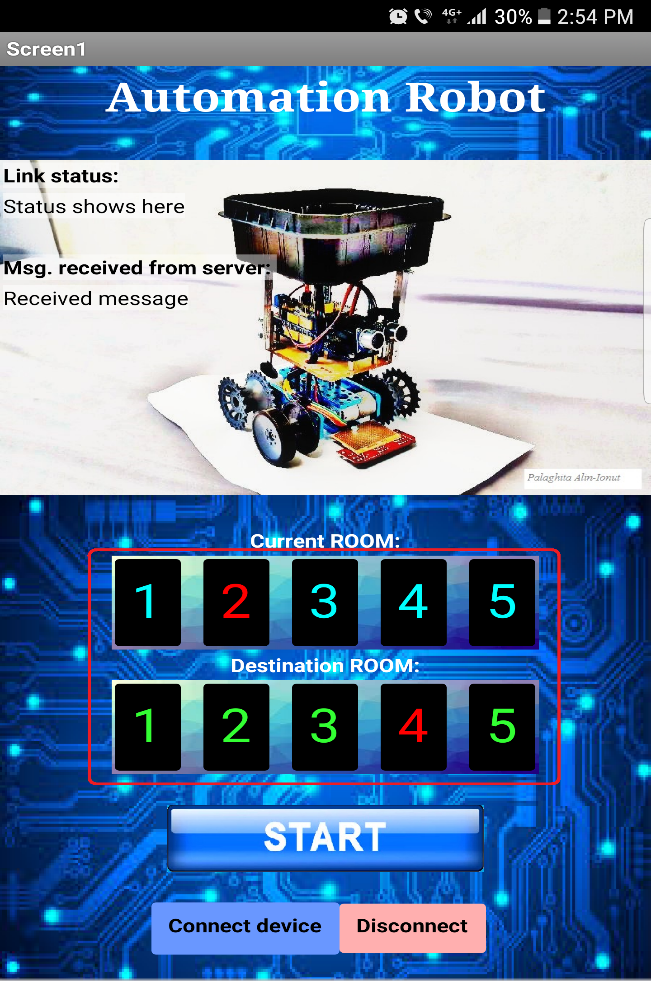 4G+ 30% 2:54 PM
Screen1
Automation Robot
Link status:
Status shows here
Msg. received from server:
Received message
Palaghita Alin-Ionut
Current ROOM:
1 2 3 4 5
Destination ROOM:
1 2 3 4 5
START
Connect device Disconnect